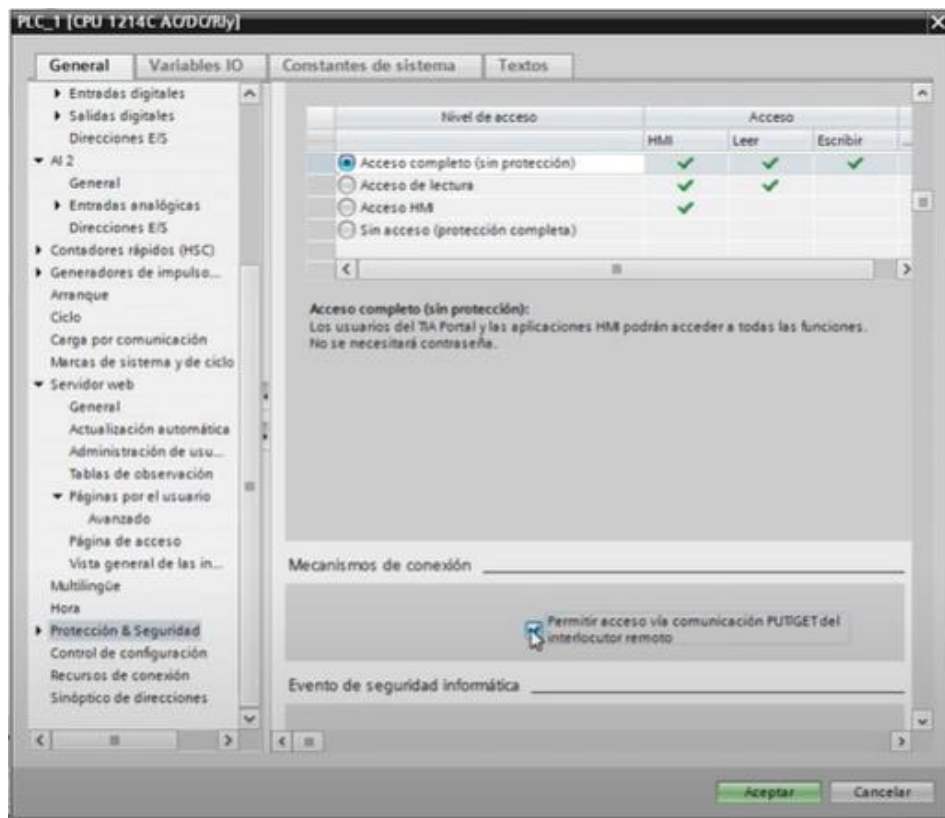 PLC_1 [CPU 1214C AC/DC/Rly]
General
Variables IO
Constantes de sistema
Textos
Entradas digitales
Salidas digitales
Direcciones E/S
AI 2
General
Entradas analógicas
Direcciones E/S
Contadores rápidos (HSC)
Generadores de impulso...
Arranque
Ciclo
Carga por comunicación
Marcas de sistema y de ciclo
Servidor web
General
Actualización automática
Administración de usu...
Tablas de observación
Páginas por el usuario
Avanzado
Página de acceso
Vista general de las in...
Multilingüe
Hora
Protección & Seguridad
Control de configuración
Recursos de conexión
Sinóptico de direcciones
Nivel de acceso
Acceso
HMI
Leer
Escribir
...
Acceso completo (sin protección)
Acceso de lectura
Acceso HMI
Sin acceso (protección completa)
Acceso completo (sin protección):
Los usuarios del TIA Portal y las aplicaciones HMI podrán acceder a todas las funciones.
No se necesitará contraseña.
Mecanismos de conexión
Permitir acceso vía comunicación PUT/GET del
interlocutor remoto
Evento de seguridad informática
Aceptar
Cancelar